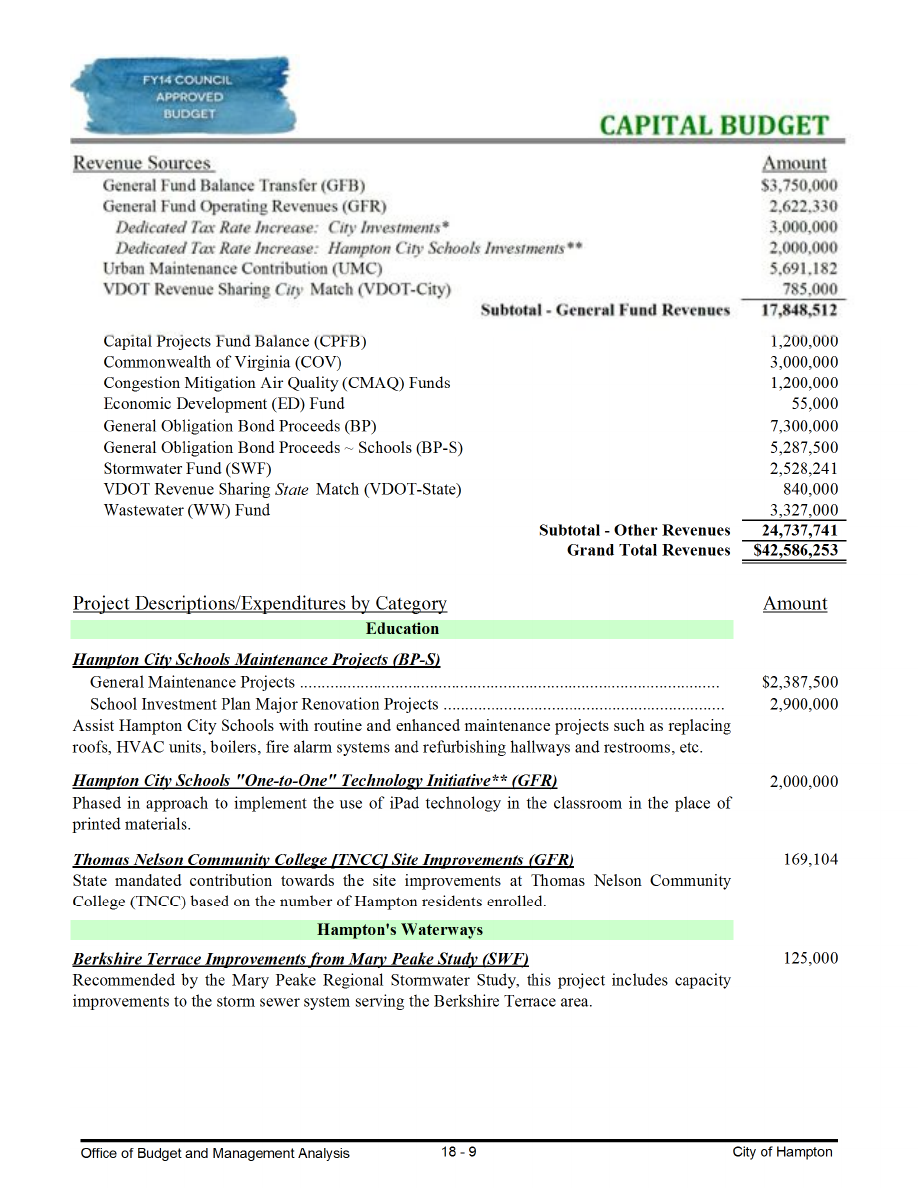 FY14 COUNCIL
APPROVED
BUDGET
CAPITAL BUDGET
Revenue Sources Amount
General Fund Balance Transfer (GFB) $3,750,000
General Fund Operating Revenues (GFR) 2,622,330
Dedicated Tax Rate Increase: City Investments* 3,000,000
Dedicated Tax Rate Increase: Hampton City Schools Investments** 2,000,000
Urban Maintenance Contribution (UMC) 5,691,182
VDOT Revenue Sharing City Match (VDOT-City) 785,000
Subtotal - General Fund Revenues 17,848,512
Capital Projects Fund Balance (CPFB) 1,200,000
Commonwealth of Virginia (COV) 3,000,000
Congestion Mitigation Air Quality (CMAQ) Funds 1,200,000
Economic Development (ED) Fund 55,000
General Obligation Bond Proceeds (BP) 7,300,000
General Obligation Bond Proceeds ~ Schools (BP-S) 5,287,500
Stormwater Fund (SWF) 2,528,241
VDOT Revenue Sharing State Match (VDOT-State) 840,000
Wastewater (WW) Fund 3,327,000
Subtotal - Other Revenues 24,737,741
Grand Total Revenues $42,586,253
Project Descriptions/Expenditures by Category Amount
Education
Hampton City Schools Maintenance Projects (BP-S)
General Maintenance Projects ................................................................................................. $2,387,500
School Investment Plan Major Renovation Projects ................................................................. 2,900,000
Assist Hampton City Schools with routine and enhanced maintenance projects such as replacing
roofs, HVAC units, boilers, fire alarm systems and refurbishing hallways and restrooms, etc.
Hampton City Schools "One-to-One" Technology Initiative** (GFR) 2,000,000
Phased in approach to implement the use of iPad technology in the classroom in the place of
printed materials.
Thomas Nelson Community College [TNCC] Site Improvements (GFR) 169,104
State mandated contribution towards the site improvements at Thomas Nelson Community
College (TNCC) based on the number of Hampton residents enrolled.
Hampton's Waterways
Berkshire Terrace Improvements from Mary Peake Study (SWF) 125,000
Recommended by the Mary Peake Regional Stormwater Study, this project includes capacity
improvements to the storm sewer system serving the Berkshire Terrace area.
Office of Budget and Management Analysis 18 - 9 City of Hampton